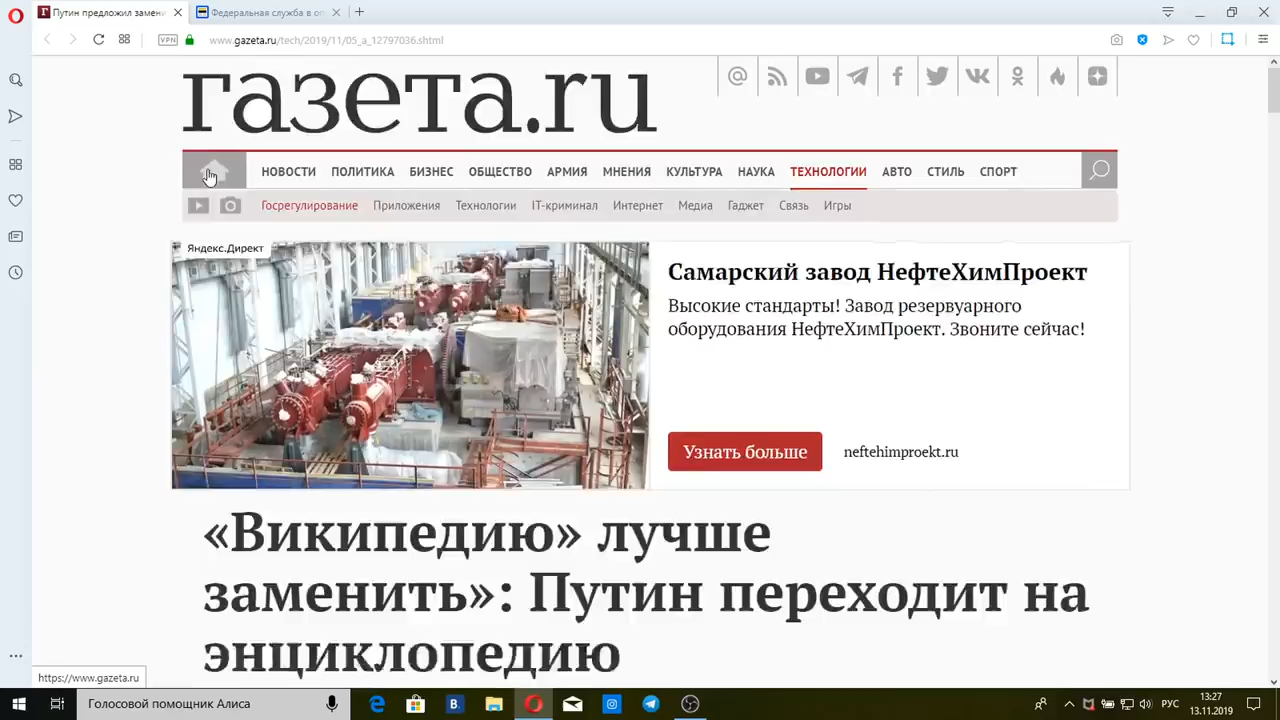 Путин предложил замени
Федеральная служба в оп
VPN
www.gazeta.ru/tech/2019/11/05_a_12797036.shtml
газета.ru
НОВОСТИ ПОЛИТИКА БИЗНЕС ОБЩЕСТВО АРМИЯ МНЕНИЯ КУЛЬТУРА НАУКА ТЕХНОЛОГИИ АВТО СТИЛЬ СПОРТ
Госрегулирование Приложения Технологии IT-криминал Интернет Медиа Гаджет Связь Игры
Яндекс.Директ
Самарский завод НефтеХимПроект
Высокие стандарты! Завод резервуарного
оборудования НефтеХимПроект. Звоните сейчас!
Узнать больше
neftehimproekt.ru
«Википедию» лучше
заменить»: Путин переходит на
энциклопедию
https://www.gazeta.ru
Голосовой помощник Алиса
РУС
13:27
13.11.2019